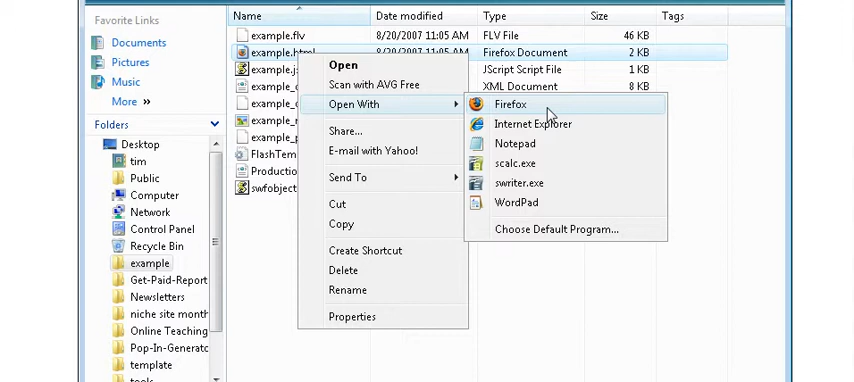 Favorite Links
Documents
Pictures
Music
More »
Folders
Desktop
tim
Public
Computer
Network
Control Panel
Recycle Bin
example
Get-Paid-Report
Newsletters
niche site month
Online Teaching
Pop-In-Generato
template
tools
Name Date modified Type Size Tags
example.flv 8/20/2007 11:05 AM FLV File 46 KB
example.html 8/20/2007 11:05 AM Firefox Document 2 KB
example.js JScript Script File 1 KB
example_c XML Document 8 KB
example_c
example_n
example_p
FlashTem
Production
swfobject
Open
Scan with AVG Free
Open With
Share...
E-mail with Yahoo!
Send To
Cut
Copy
Create Shortcut
Delete
Rename
Properties
Firefox
Internet Explorer
Notepad
scalc.exe
swriter.exe
WordPad
Choose Default Program...